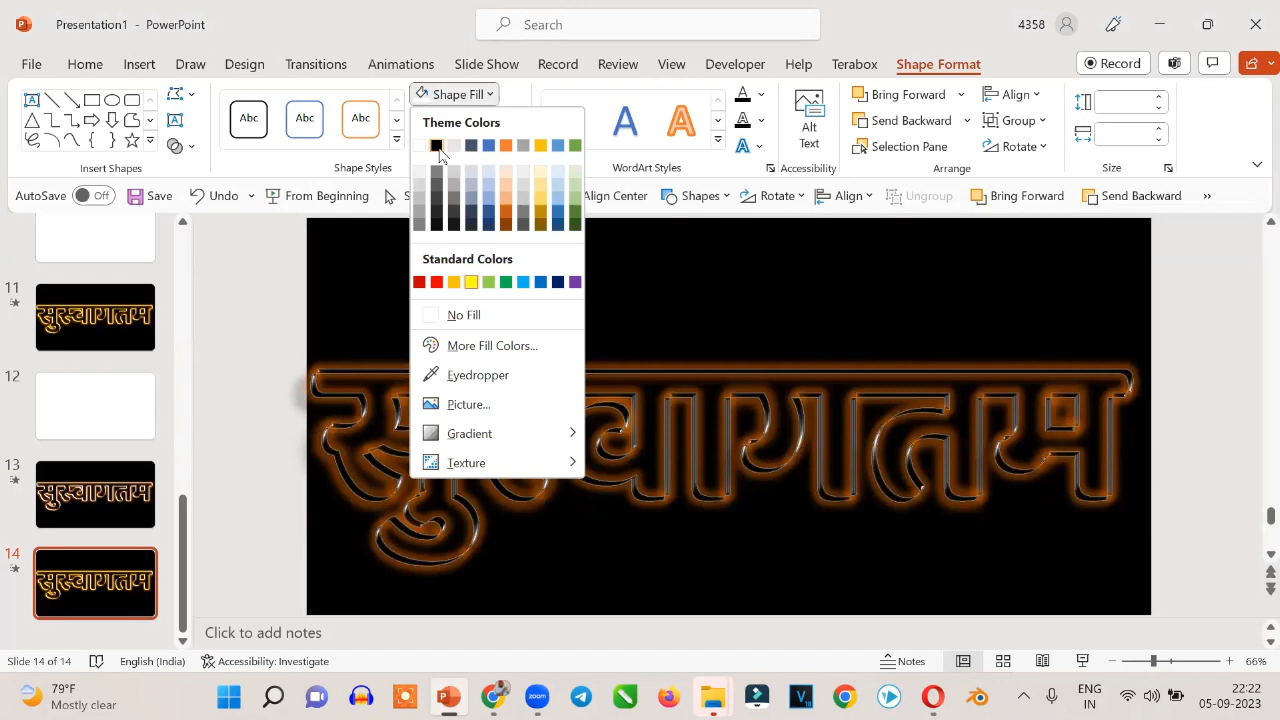 Presentation1 - PowerPoint
Search
4358
File Home Insert Draw Design Transitions Animations Slide Show Record Review View Developer Help Terabox Shape Format
Record
Abc Abc Abc
Shape Fill
Alt Text
Bring Forward
Send Backward
Selection Pane
Align
Group
Rotate
Insert Shapes
Shape Styles
WordArt Styles
Accessibility
Arrange
Size
AutoSave Off Save Undo From Beginning
Align Center Shapes Rotate Align Ungroup Bring Forward Send Backward
Theme Colors
Standard Colors
No Fill
More Fill Colors...
Eyedropper
Picture...
Gradient
Texture
11
सुस्वागतम
12
13
सुस्वागतम
14
सुस्वागतम
सुस्वागतम
Click to add notes
Slide 14 of 14 English (India) Accessibility: Investigate Notes 66%
79°F
Mostly clear
zoom
ENG
IN
22:22
05-09-2023